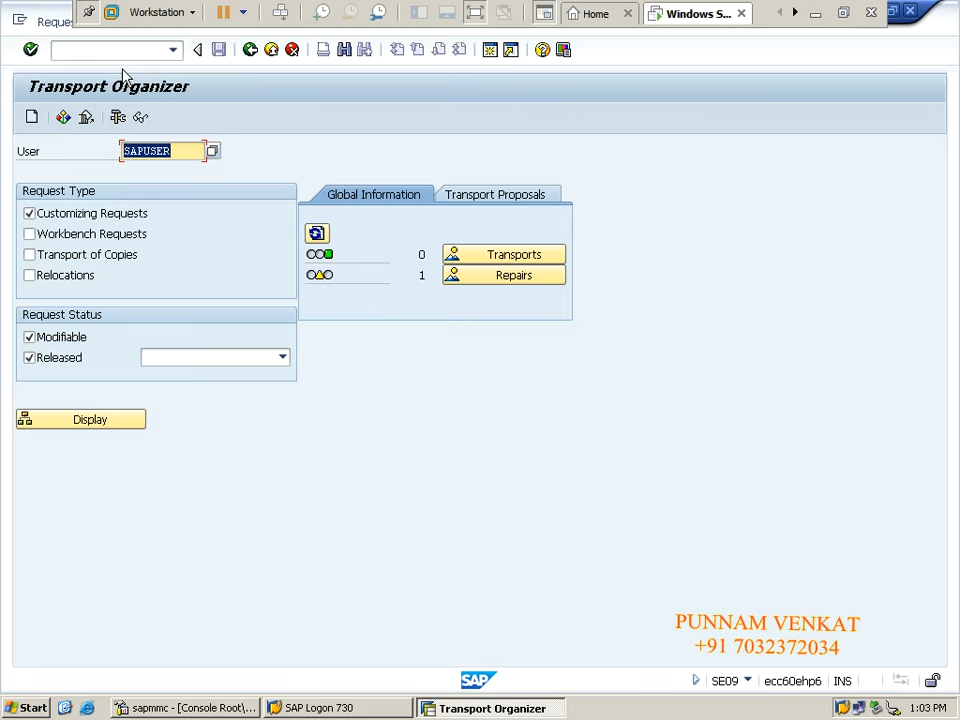 Reques
Workstation
Home
Windows S...
Transport Organizer
User
SAPUSER
Request Type
Customizing Requests
Workbench Requests
Transport of Copies
Relocations
Request Status
Modifiable
Released
Display
Global Information
Transport Proposals
0
Transports
1
Repairs
PUNNAM VENKAT
+91 7032372034
SAP
SE09
ecc60ehp6
INS
Start
sapmmc - [Console Root\...
SAP Logon 730
Transport Organizer
1:03 PM